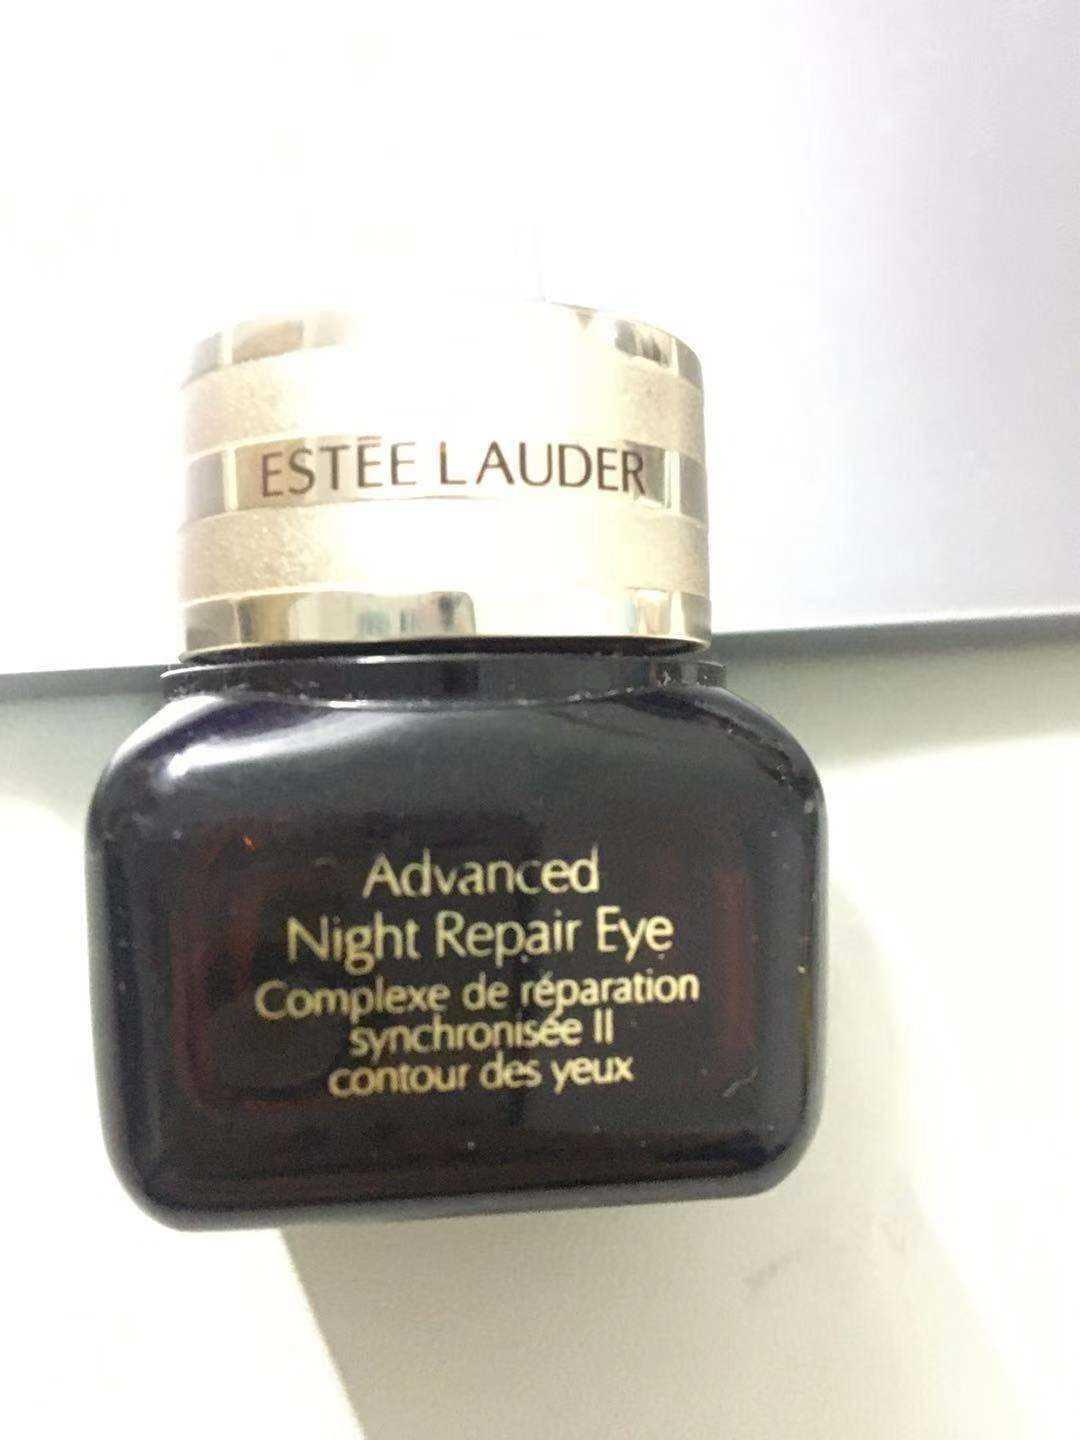 ESTĒE LAUDER
Advanced
Night Repair Eye
Complexe de réparation
synchronisée II
contour des yeux